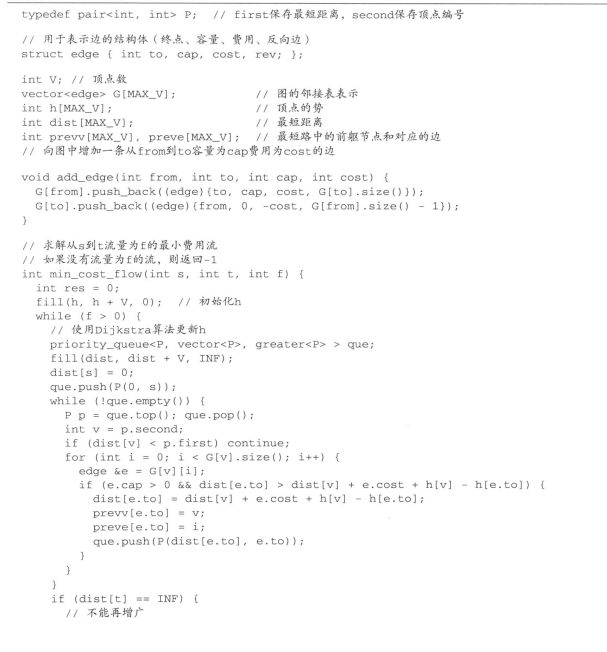 typedef pair<int, int> P;  // first保存最短距离，second保存顶点编号

// 用于表示边的结构体（终点、容量、费用、反向边）
struct edge { int to, cap, cost, rev; };

int V; // 顶点数
vector<edge> G[MAX_V];             // 图的邻接表表示
int h[MAX_V];                      // 顶点的势
int dist[MAX_V];                   // 最短距离
int prevv[MAX_V], preve[MAX_V];  // 最短路中的前驱节点和对应的边
// 向图中增加一条从from到to容量为cap费用为cost的边

void add_edge(int from, int to, int cap, int cost) {
  G[from].push_back((edge){to, cap, cost, G[to].size()});
  G[to].push_back((edge){from, 0, -cost, G[from].size() - 1});
}

// 求解从s到t流量为f的最小费用流
// 如果没有流量为f的流，则返回-1
int min_cost_flow(int s, int t, int f) {
  int res = 0;
  fill(h, h + V, 0);  // 初始化h
  while (f > 0) {
    // 使用Dijkstra算法更新h
    priority_queue<P, vector<P>, greater<P> > que;
    fill(dist, dist + V, INF);
    dist[s] = 0;
    que.push(P(0, s));
    while (!que.empty()) {
      P p = que.top(); que.pop();
      int v = p.second;
      if (dist[v] < p.first) continue;
      for (int i = 0; i < G[v].size(); i++) {
        edge &e = G[v][i];
        if (e.cap > 0 && dist[e.to] > dist[v] + e.cost + h[v] - h[e.to]) {
          dist[e.to] = dist[v] + e.cost + h[v] - h[e.to];
          prevv[e.to] = v;
          preve[e.to] = i;
          que.push(P(dist[e.to], e.to));
        }
      }
    }
    if (dist[t] == INF) {
      // 不能再增广